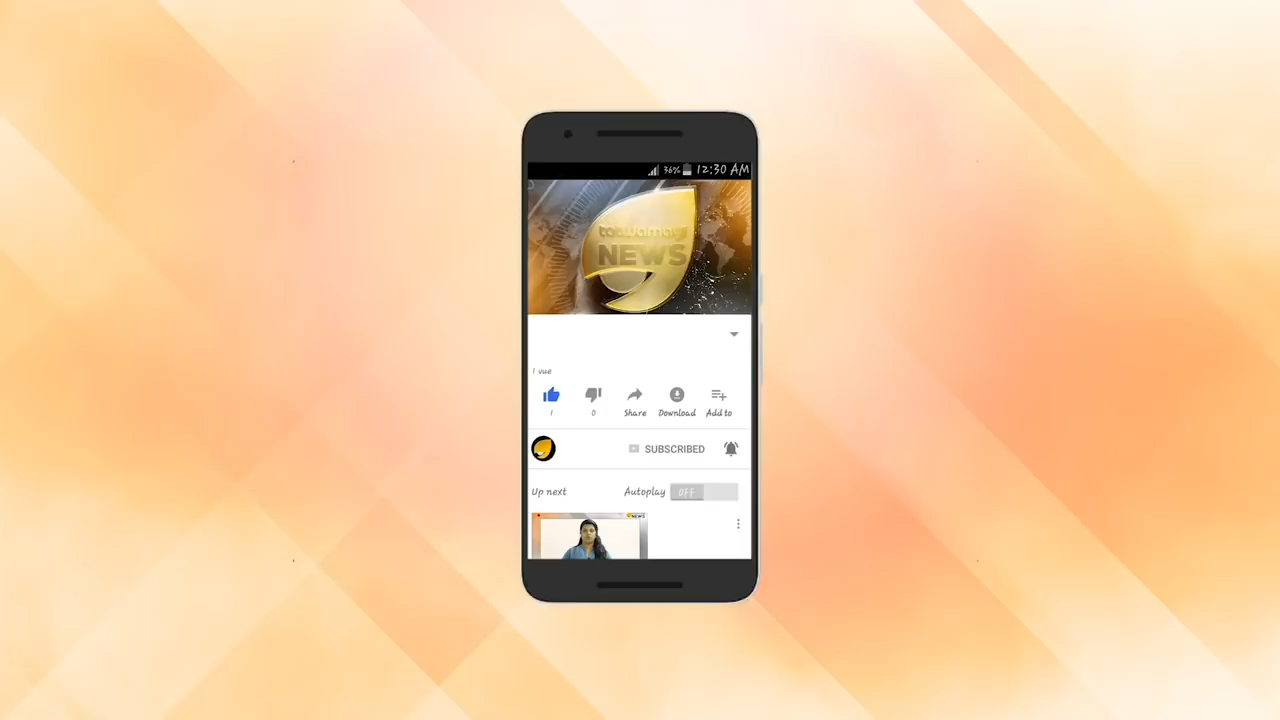 36% 12:30 AM
tatwamayi
NEWS
1 vue
1 0 Share Download Add to
SUBSCRIBED
Up next Autoplay OFF
NEWS